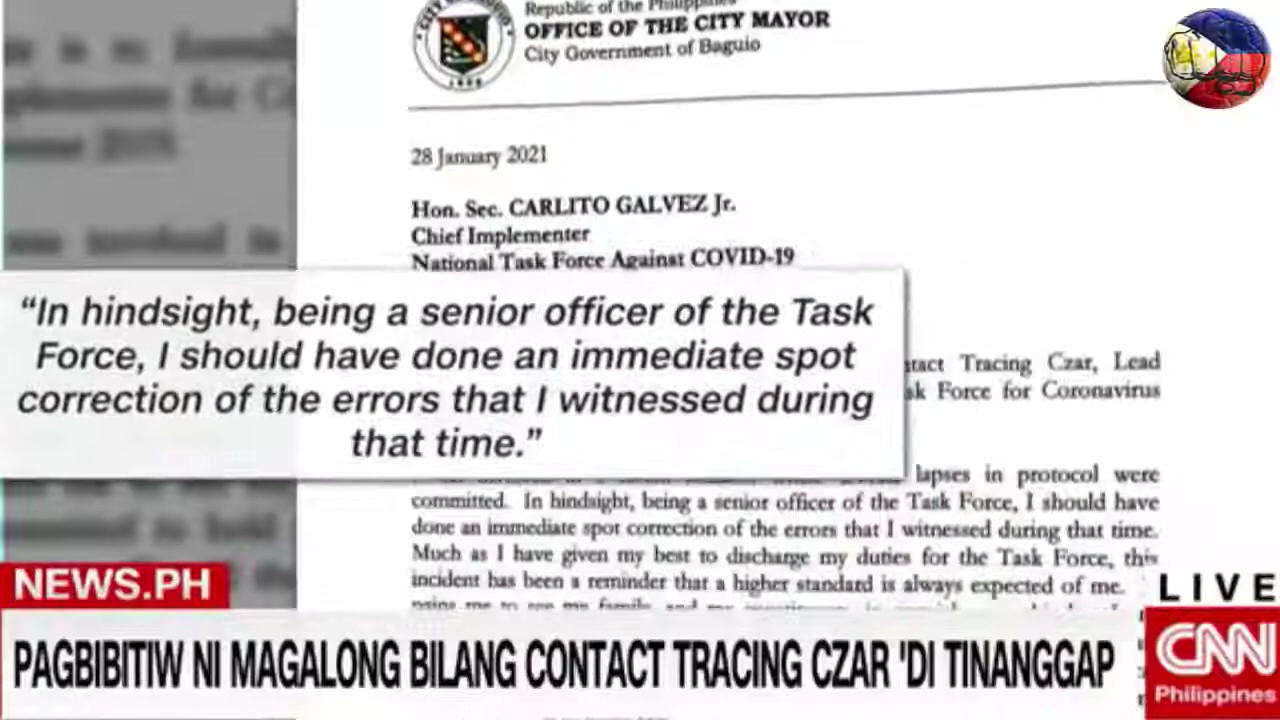 Republic of the Philippines
OFFICE OF THE CITY MAYOR
City Government of Baguio
28 January 2021
Hon. Sec. CARLITO GALVEZ Jr.
Chief Implementer
National Task Force Against COVID-19
“In hindsight, being a senior officer of the Task
Force, I should have done an immediate spot
correction of the errors that I witnessed during
that time.”
Tracing Czar, Lead
Force for Coronavirus
lapses in protocol were
committed. In hindsight, being a senior officer of the Task Force, I should have
done an immediate spot correction of the errors that I witnessed during that time.
Much as I have given my best to discharge my duties for the Task Force, this
incident has been a reminder that a higher standard is always expected of me.
NEWS.PH
LIVE
PAGBIBITIW NI MAGALONG BILANG CONTACT TRACING CZAR 'DI TINANGGAP
CNN
Philippines